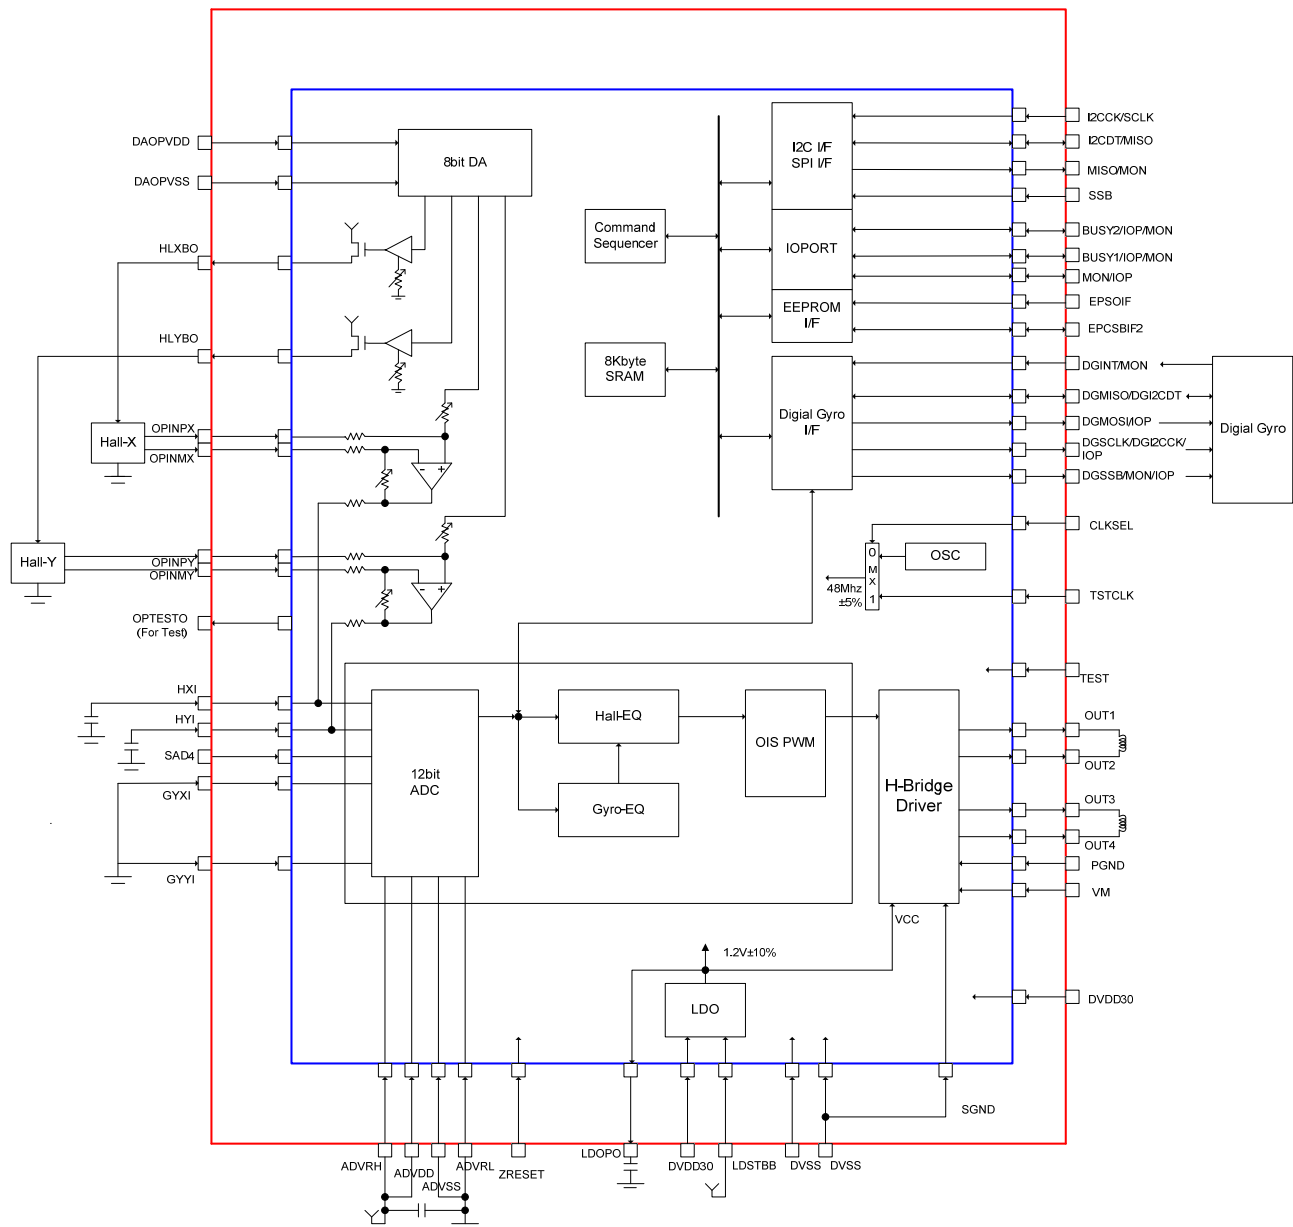 DAOPVDD
DAOPVSS
HLXBO
HLYBO
Hall-X
OPINPX
OPINMX
Hall-Y
OPINPY
OPINMY
OPTESTO
(For Test)
HXI
HYI
SAD4
GYXI
GYYI
8bit DA
Command
Sequencer
8Kbyte
SRAM
I2C I/F
SPI I/F
IOPORT
EEPROM
I/F
Digial Gyro
I/F
I2CCK/SCLK
I2CDT/MISO
MISO/MON
SSB
BUSY2/IOP/MON
BUSY1/IOP/MON
MON/IOP
EPSOIF
EPCSBIF2
DGINT/MON
DGMISO/DGI2CDT
DGMOSI/IOP
DGSCLK/DGI2CCK/
IOP
DGSSB/MON/IOP
Digial Gyro
CLKSEL
OSC
0
M
X
1
48Mhz
±5%
TSTCLK
TEST
- +
- +
12bit
ADC
Hall-EQ
Gyro-EQ
OIS PWM
H-Bridge
Driver
OUT1
OUT2
OUT3
OUT4
PGND
VM
VCC
1.2V±10%
LDO
DVDD30
SGND
ADVRH
ADVDD
ADVSS
ADVRL
ZRESET
LDOPO
DVDD30
LDSTBB
DVSS
DVSS